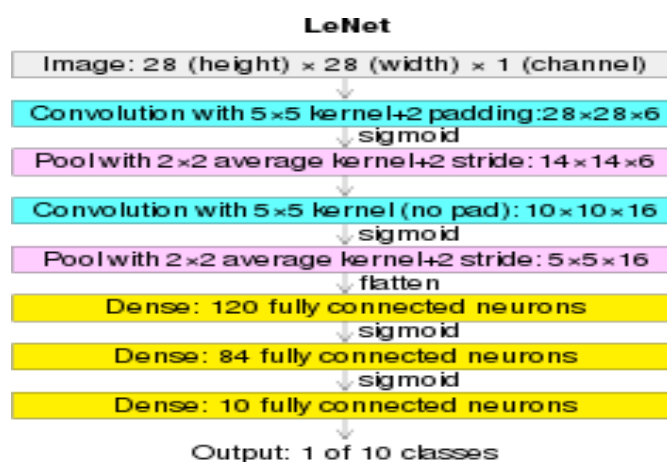 LeNet
Image: 28 (height) × 28 (width) × 1 (channel)
Convolution with 5×5 kernel+2 padding:28×28×6
sigmoid
Pool with 2×2 average kernel+2 stride: 14×14×6
Convolution with 5×5 kernel (no pad): 10×10×16
sigmoid
Pool with 2×2 average kernel+2 stride: 5×5×16
flatten
Dense: 120 fully connected neurons
sigmoid
Dense: 84 fully connected neurons
sigmoid
Dense: 10 fully connected neurons
Output: 1 of 10 classes